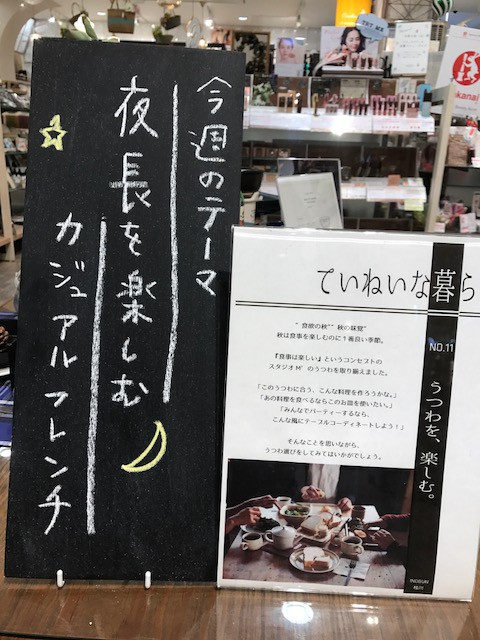 今週のテーマ
夜長を楽しむ
カジュアルフレンチ
TRY ME
kanai
ていねいな暮ら
NO.11
うつわを、楽しむ。
"食欲の秋" "秋の味覚"
秋は食事を楽しむのに1番良い季節。
『食事は楽しい』というコンセプトの
スタジオM'のうつわを取り揃えました。
「このうつわに合う、こんな料理を作ろうかな。」
「あの料理を食べるならこのお皿を使いたい。」
「みんなでパーティーするなら、
こんな風にテーブルコーディネートしよう！」
そんなことを思いながら、
うつわ選びをしてみてはいかがでしょう。